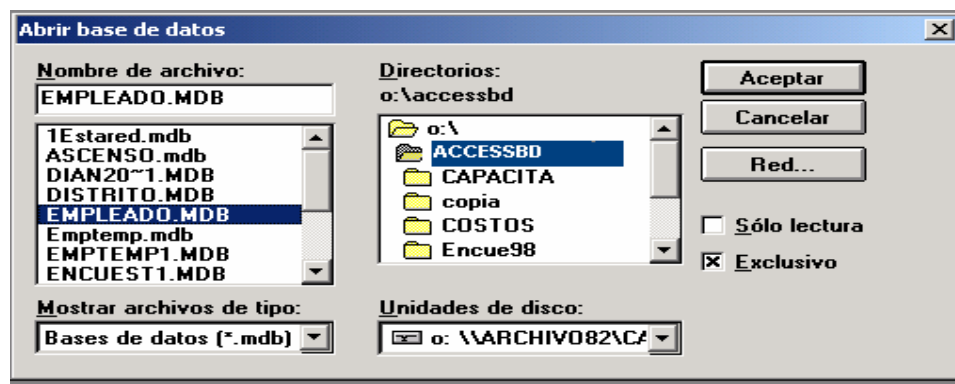 Abrir base de datos
Nombre de archivo:
EMPLEADO.MDB
1Estared.mdb
ASCENSO.mdb
DIAN20~1.MDB
DISTRITO.MDB
EMPLEADO.MDB
Emptemp.mdb
EMPTEMP1.MDB
ENCUEST1.MDB
Mostrar archivos de tipo:
Bases de datos (*.mdb)
Directorios:
o:\accessbd
o:\
ACCESSBD
CAPACITA
copia
COSTOS
Encue98
Unidades de disco:
o: \\ARCHIVO82\CA
Aceptar
Cancelar
Red...
Sólo lectura
Exclusivo